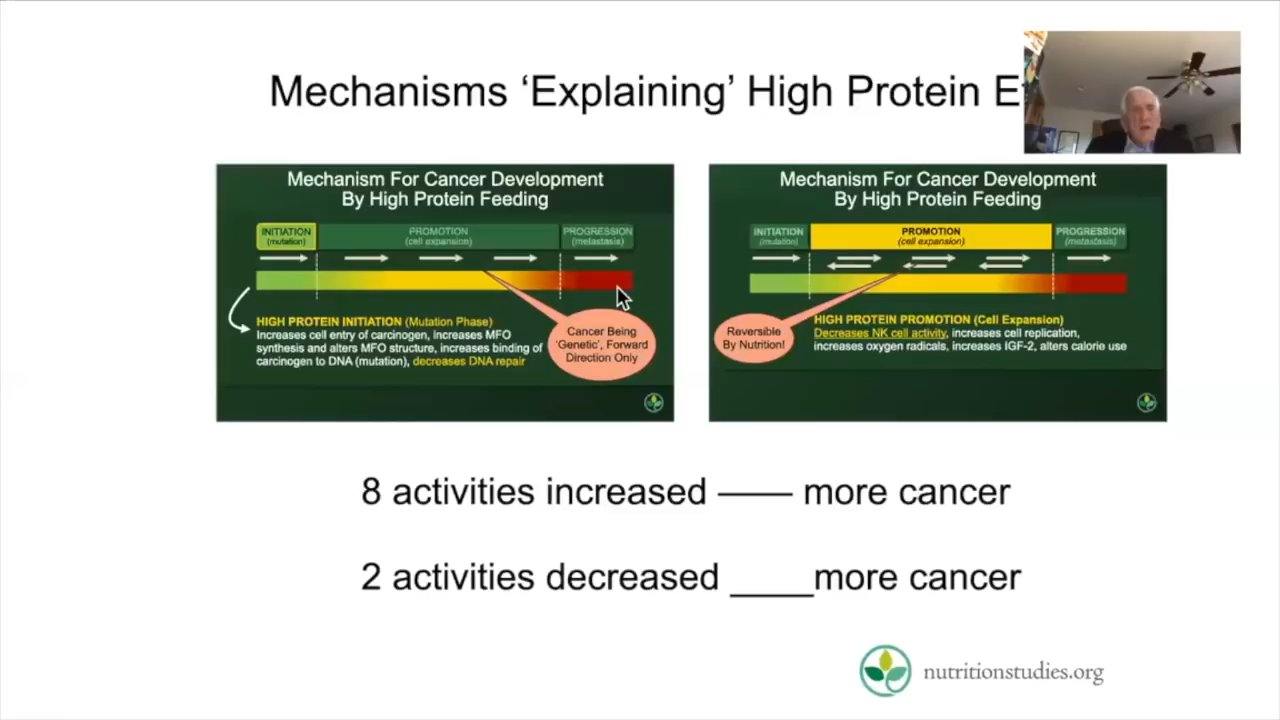 Mechanisms ‘Explaining’ High Protein E
Mechanism For Cancer Development
By High Protein Feeding
INITIATION
(mutation)
PROMOTION
(cell expansion)
PROGRESSION
(metastasis)
HIGH PROTEIN INITIATION (Mutation Phase)
Increases cell entry of carcinogen, increases MFO
synthesis and alters MFO structure, increases binding of
carcinogen to DNA (mutation), decreases DNA repair
Cancer Being
‘Genetic’, Forward
Direction Only
Mechanism For Cancer Development
By High Protein Feeding
INITIATION
(mutation)
PROMOTION
(cell expansion)
PROGRESSION
(metastasis)
Reversible
By Nutrition!
HIGH PROTEIN PROMOTION (Cell Expansion)
Decreases NK cell activity, increases cell replication,
increases oxygen radicals, increases IGF-2, alters calorie use
8 activities increased —— more cancer
2 activities decreased ____more cancer
nutritionstudies.org